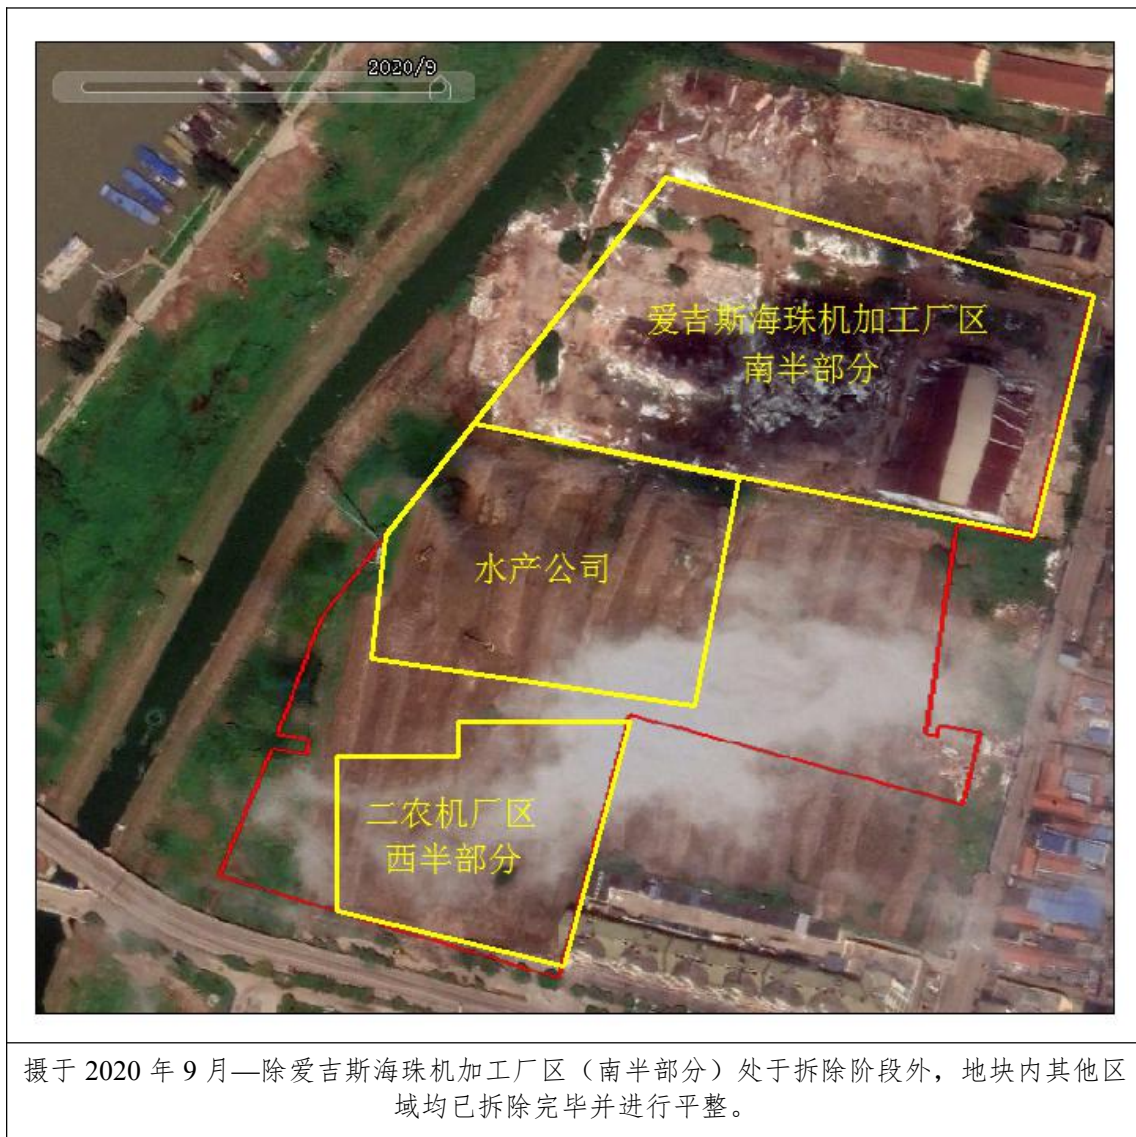 2020/9
爱吉斯海珠机加工厂区
南半部分
水产公司
二农机厂区
西半部分
摄于 2020 年 9 月—除爱吉斯海珠机加工厂区（南半部分）处于拆除阶段外，地块内其他区
域均已拆除完毕并进行平整。